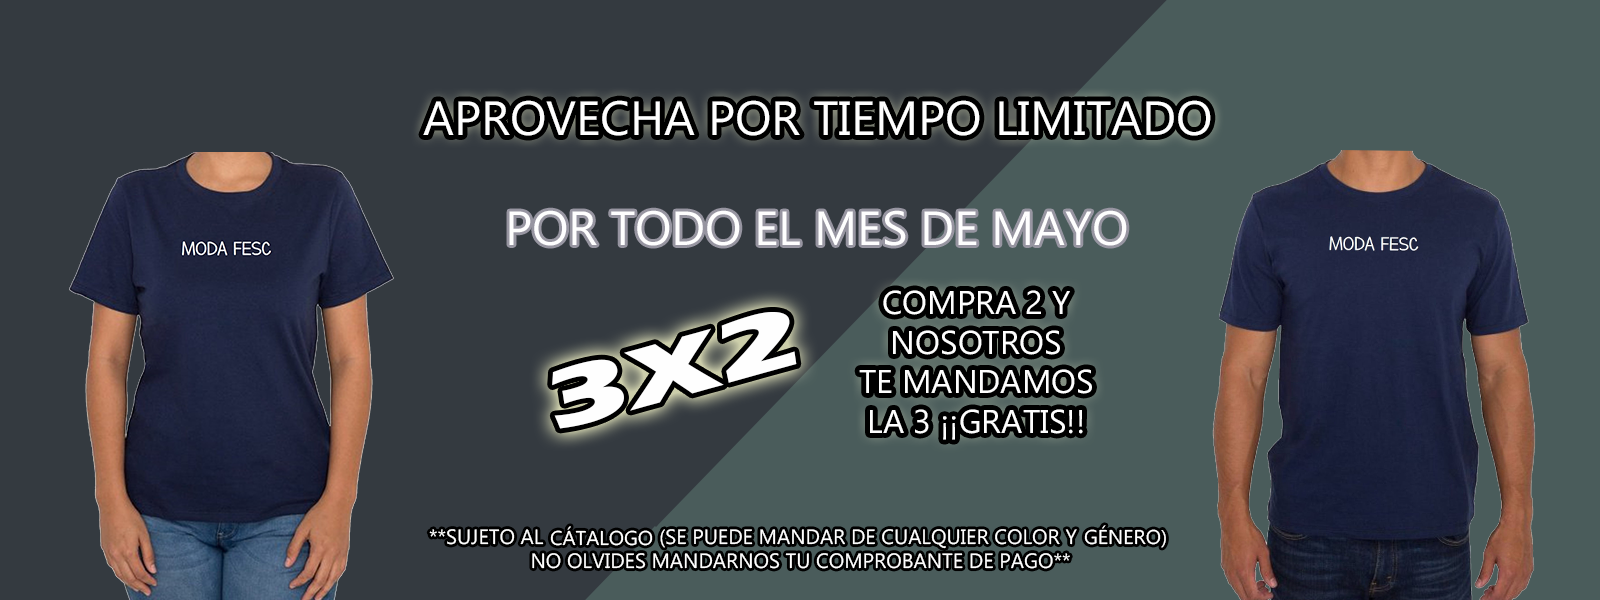 APROVECHA POR TIEMPO LIMITADO
POR TODO EL MES DE MAYO
MODA FESC
MODA FESC
3X2
COMPRA 2 Y
NOSOTROS
TE MANDAMOS
LA 3 ¡¡GRATIS!!
**SUJETO AL CÁTALOGO (SE PUEDE MANDAR DE CUALQUIER COLOR Y GÉNERO)
NO OLVIDES MANDARNOS TU COMPROBANTE DE PAGO**